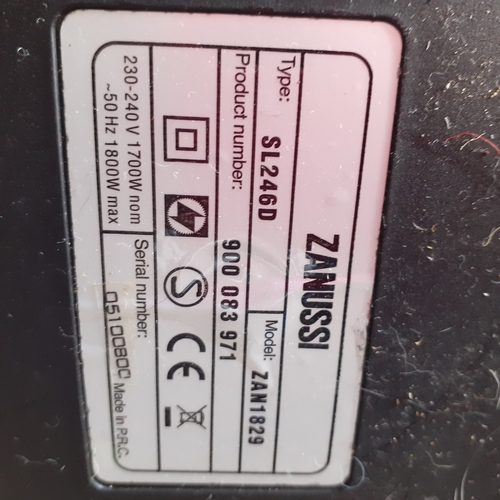 ZANUSSI
Type: SL246D Model: ZAN1829
Product number: 900 083 971
S CE
230-240 V 1700W nom
~50 Hz 1800W max
Serial number:
Made in P.R.C.